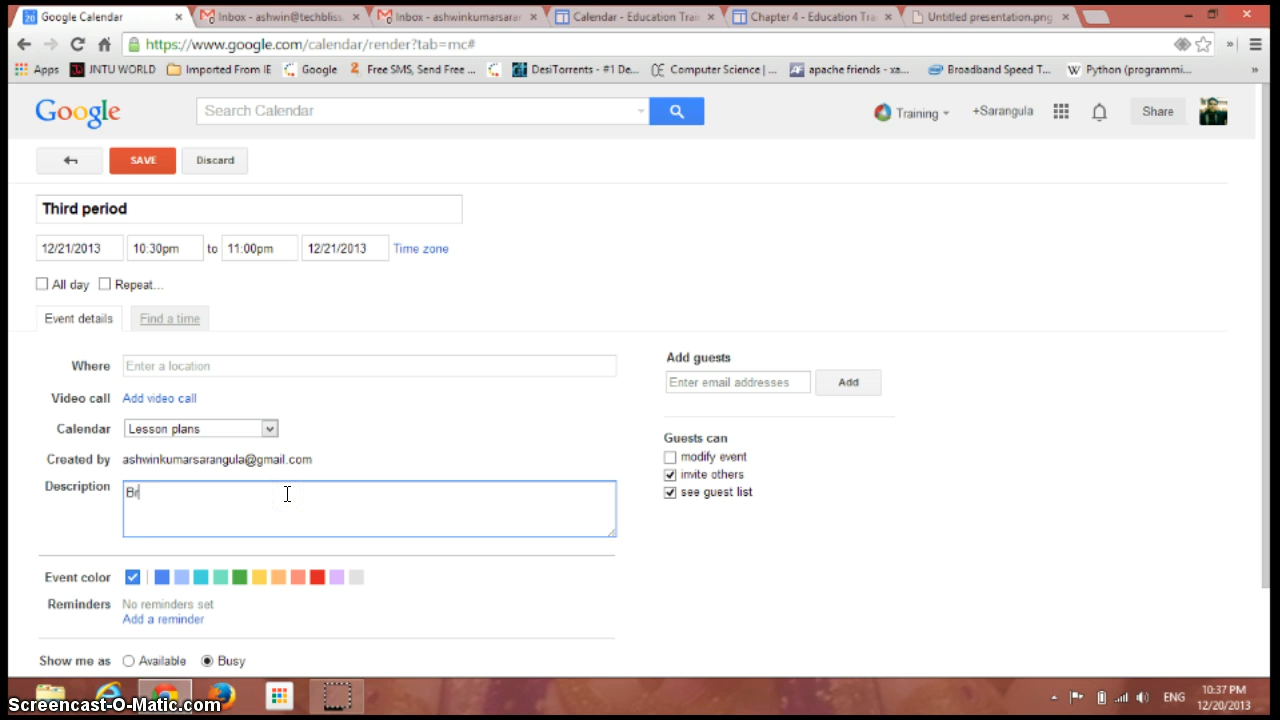 20 Google Calendar
Inbox - ashwin@techbliss.
Inbox - ashwinkumarsaran
Calendar - Education Train
Chapter 4 - Education Trai
Untitled presentation.png
https://www.google.com/calendar/render?tab=mc#
Apps
JNTU WORLD
Imported From IE
Google
Free SMS, Send Free ...
DesiTorrents - #1 De...
Computer Science | ...
apache friends - xa...
Broadband Speed T...
Python (programmi...
Google
Search Calendar
Training
+Sarangula
Share
SAVE
Discard
Third period
12/21/2013 10:30pm to 11:00pm 12/21/2013 Time zone
All day Repeat...
Event details Find a time
Where Enter a location
Video call Add video call
Calendar Lesson plans
Created by ashwinkumarsarangula@gmail.com
Description Br
Event color
Reminders No reminders set
Add a reminder
Show me as Available Busy
Add guests
Enter email addresses Add
Guests can
modify event
invite others
see guest list
ENG
10:37 PM
12/20/2013
Screencast-O-Matic.com